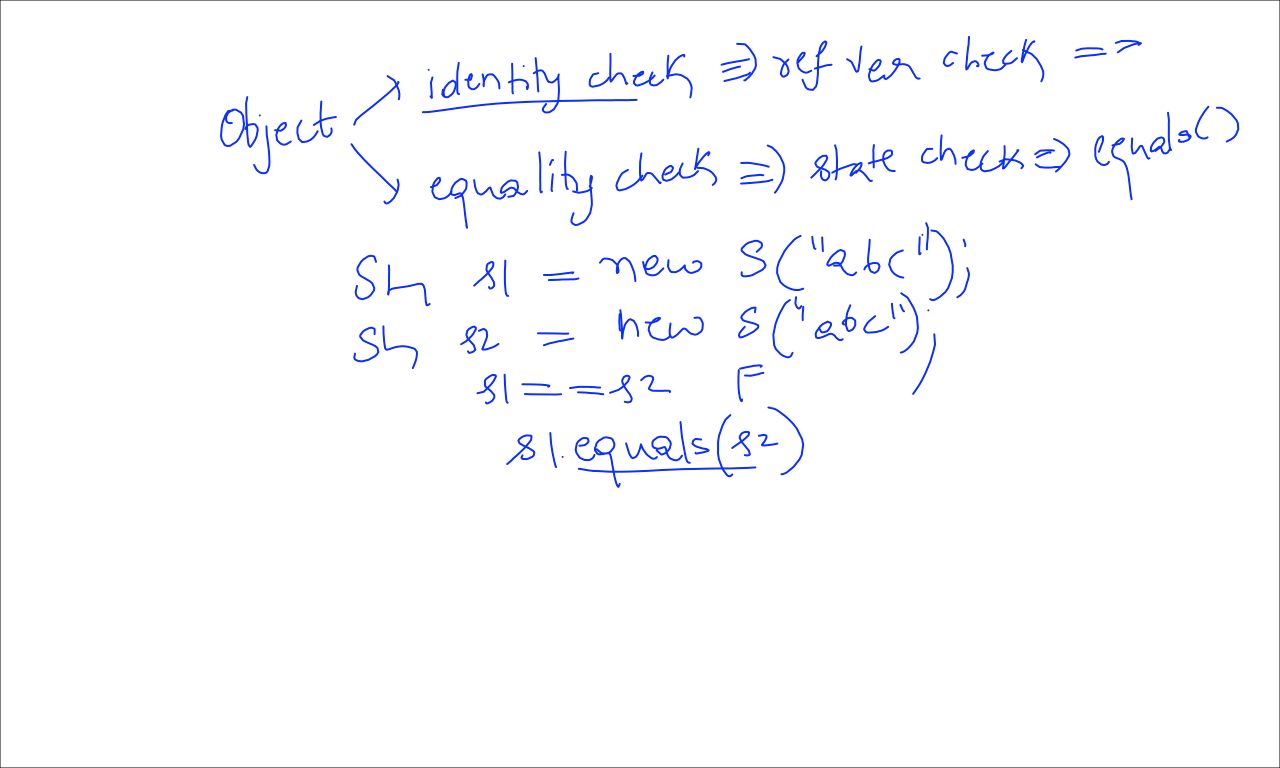 Object
identity check => ref var check =>
equality check => state check => equals()
Str s1 = new S("abc");
Str s2 = new S("abc");
s1 == s2 F
s1.equals(s2)